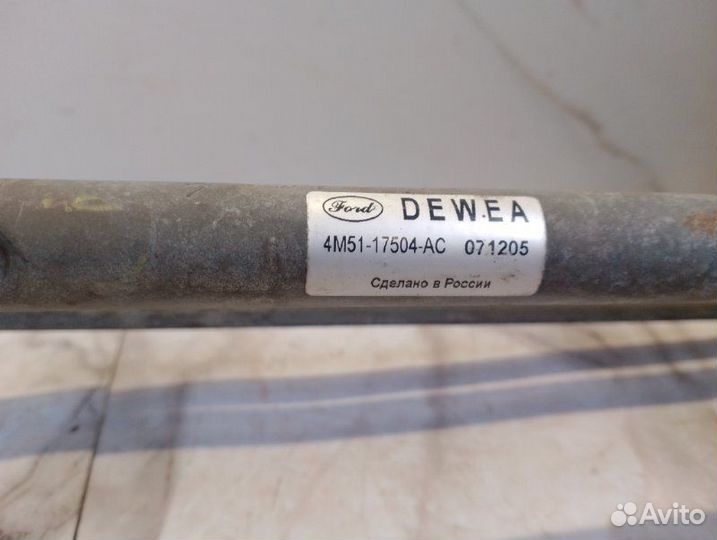 Ford DEWEA
4M51-17504-AC 071205
Сделано в России
Avito